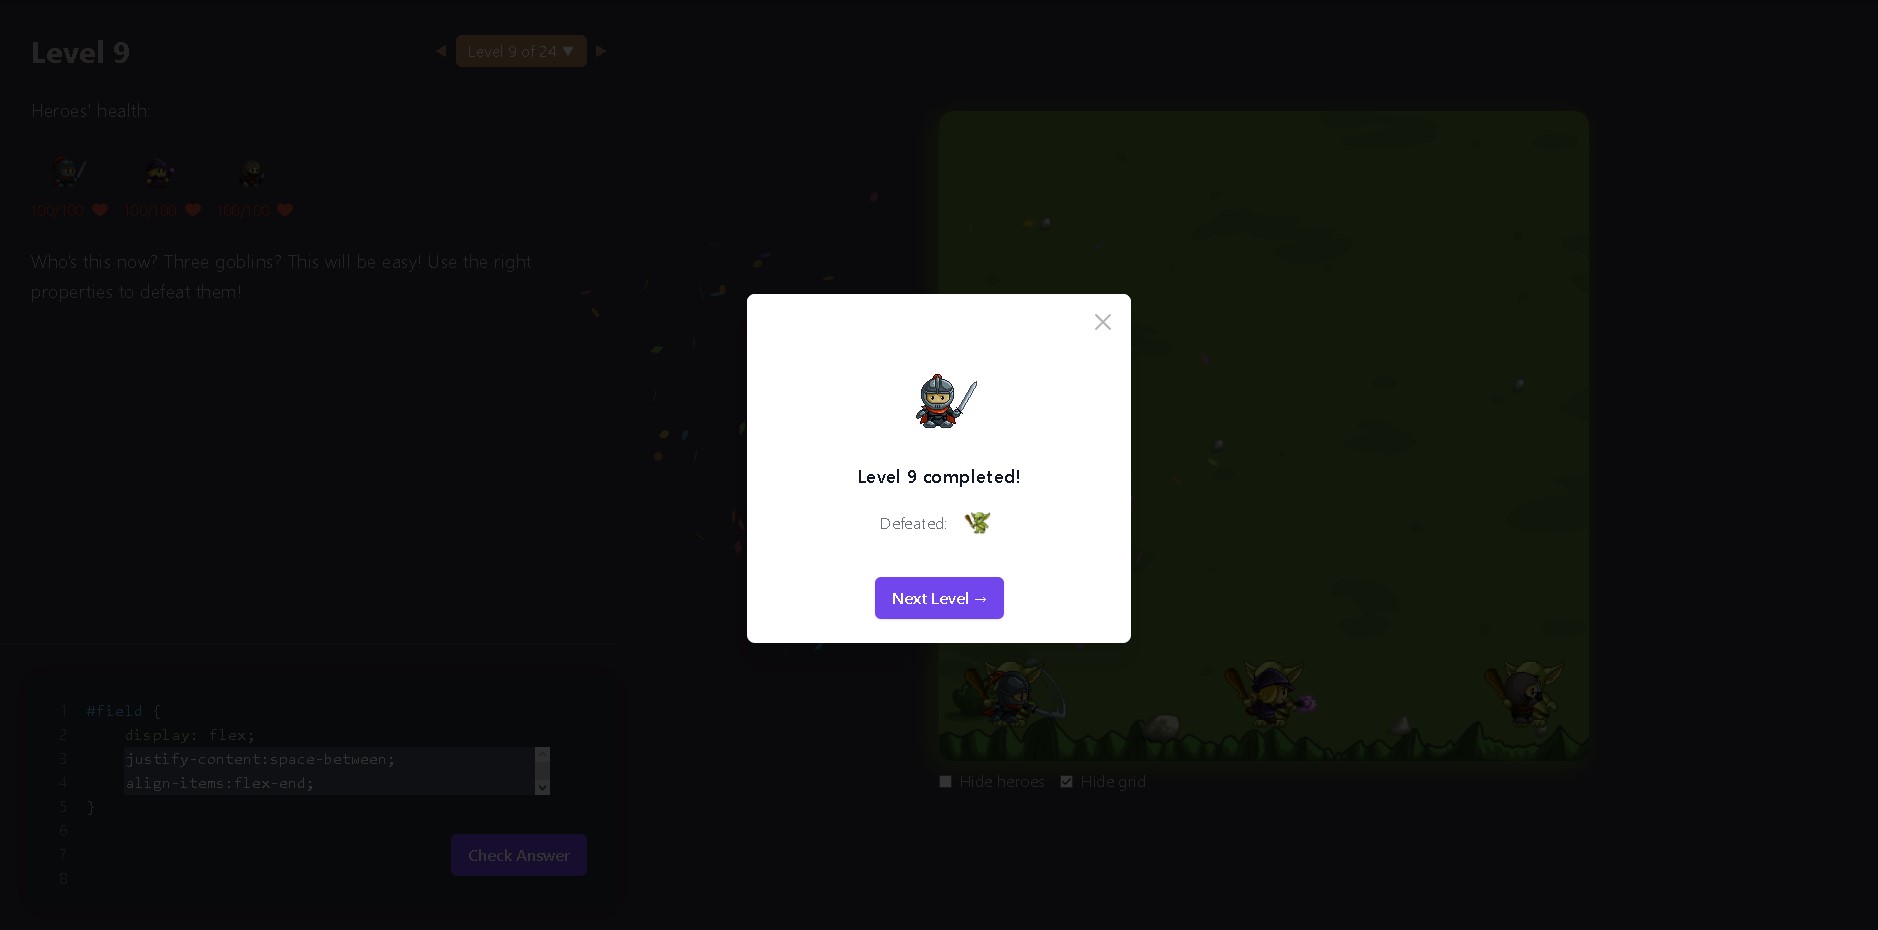 Level 9
Level 9 of 24 ▼
Heroes' health:
100/100 100/100 100/100
Who's this now? Three goblins? This will be easy! Use the right
properties to defeat them!
Level 9 completed!
Defeated:
Next Level →
1 #field {
2 display: flex;
3 justify-content:space-between;
4 align-items:flex-end;
5 }
6
7
8
Check Answer
Hide heroes Hide grid